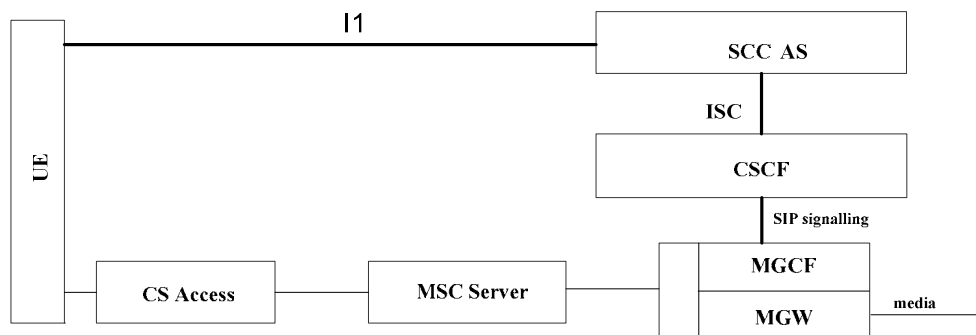 I1
SCC AS
ISC
UE
CSCF
SIP signalling
MGCF
CS Access
MSC Server
media
MGW